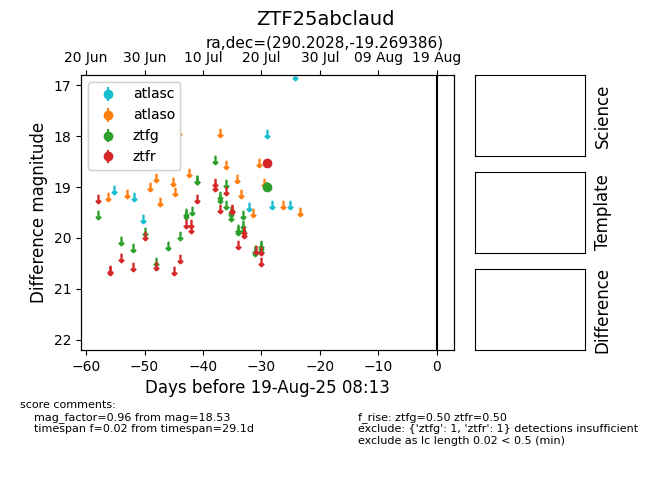 ZTF25abclaud
ra,dec=(290.2028,-19.269386)
20 Jun 30 Jun 10 Jul 20 Jul 30 Jul 09 Aug 19 Aug
17
18
19
20
21
22
Difference magnitude
atlasc
atlaso
ztfg
ztfr
−60 −50 −40 −30 −20 −10 0
Days before 19-Aug-25 08:13
Science
Template
Difference
score comments:
mag_factor=0.96 from mag=18.53
timespan f=0.02 from timespan=29.1d
f_rise: ztfg=0.50 ztfr=0.50
exclude: {'ztfg': 1, 'ztfr': 1} detections insufficient
exclude as lc length 0.02 < 0.5 (min)